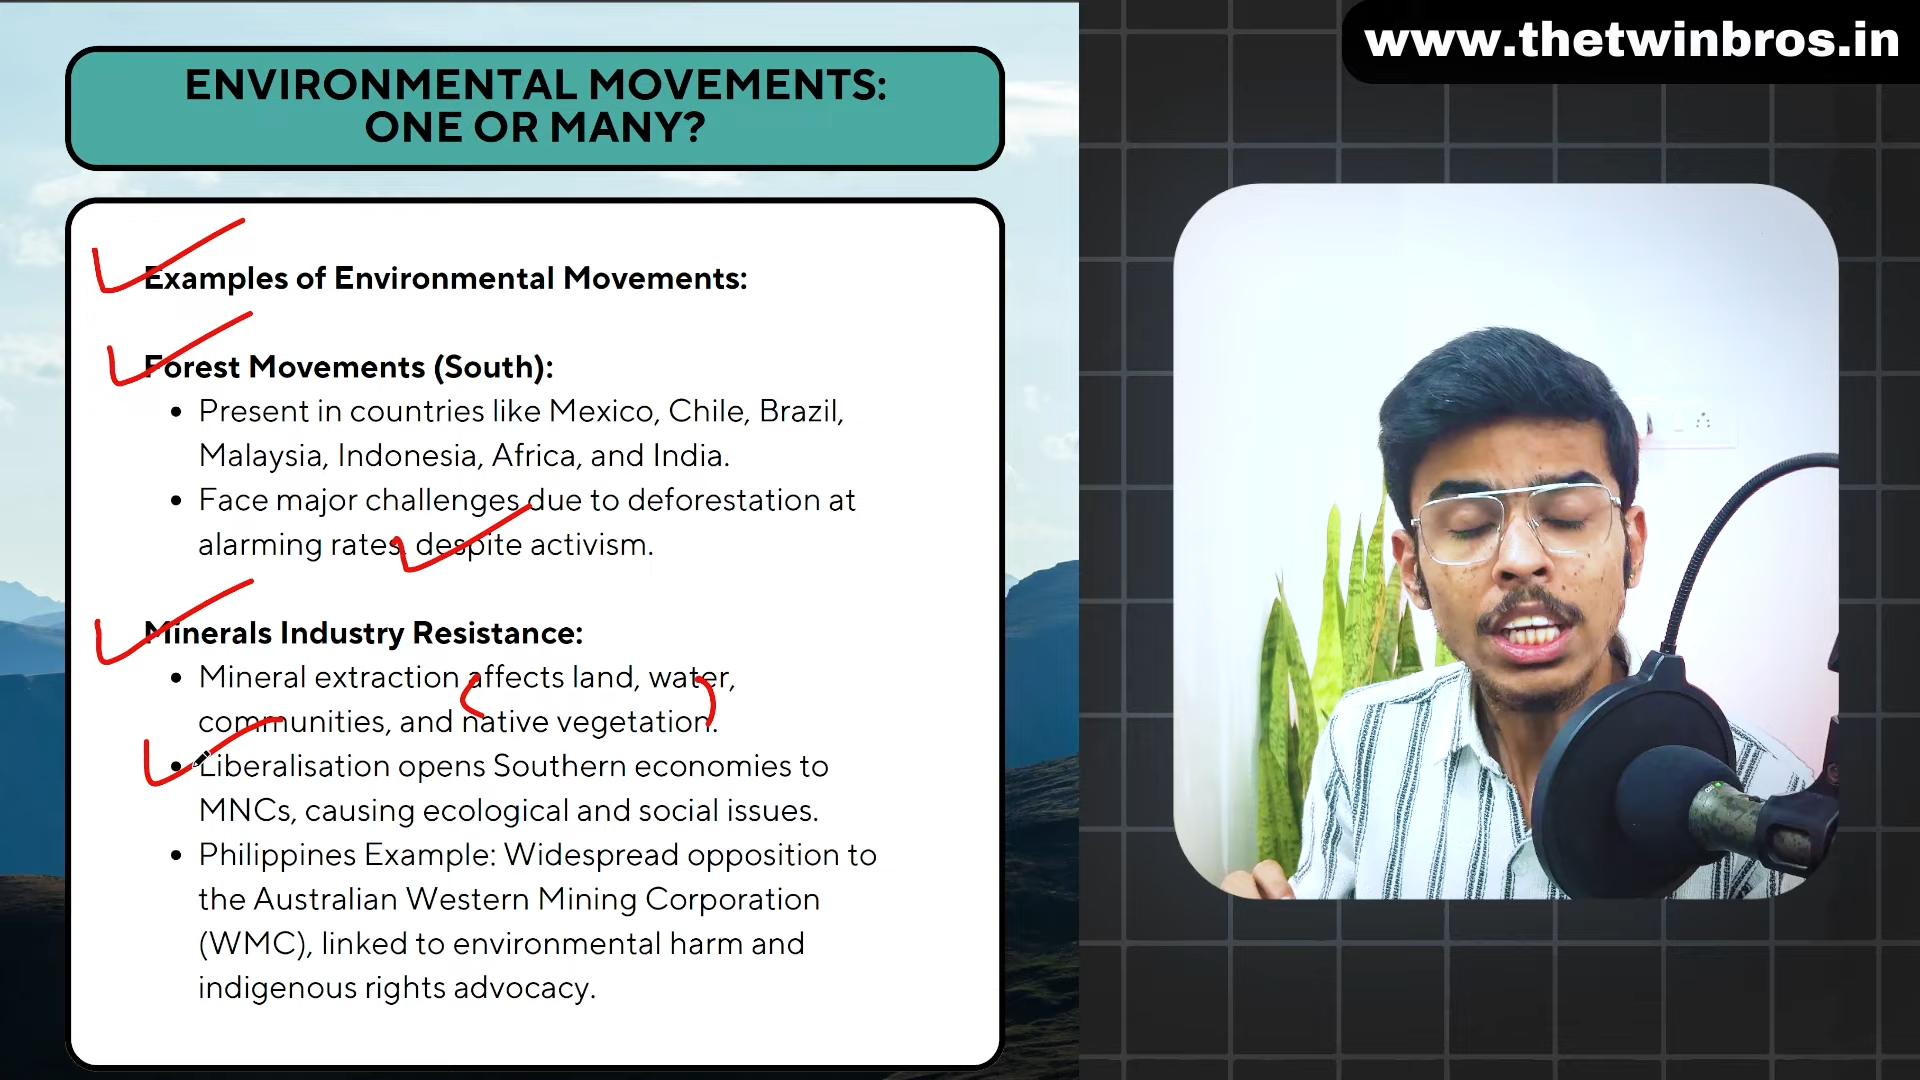 www.thetwinbros.in
ENVIRONMENTAL MOVEMENTS:
ONE OR MANY?
Examples of Environmental Movements:
Forest Movements (South):
• Present in countries like Mexico, Chile, Brazil,
Malaysia, Indonesia, Africa, and India.
• Face major challenges due to deforestation at
alarming rates, despite activism.
Minerals Industry Resistance:
• Mineral extraction affects land, water,
communities, and native vegetation.
• Liberalisation opens Southern economies to
MNCs, causing ecological and social issues.
• Philippines Example: Widespread opposition to
the Australian Western Mining Corporation
(WMC), linked to environmental harm and
indigenous rights advocacy.